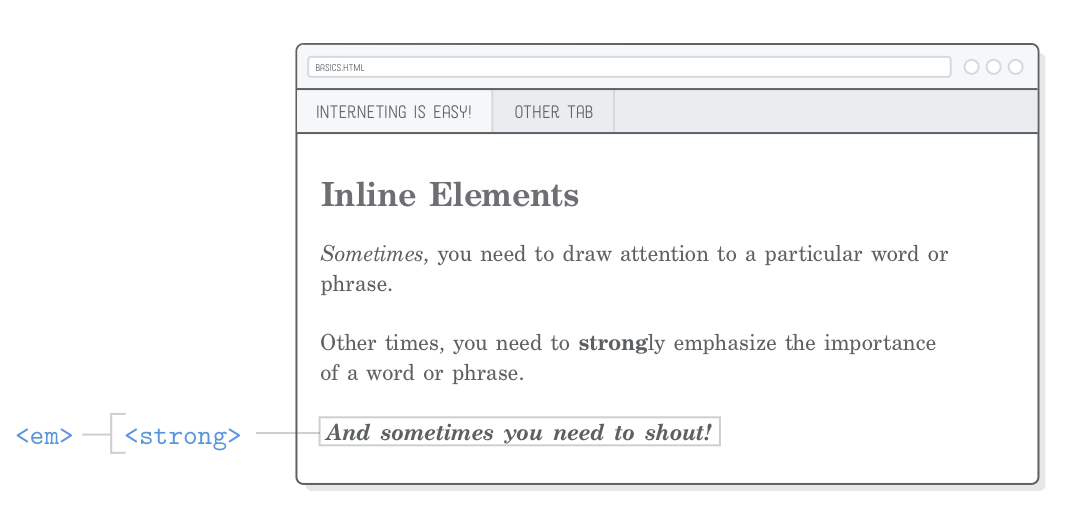 BASICS.HTML
INTERNETING IS EASY!
OTHER TAB
Inline Elements
Sometimes, you need to draw attention to a particular word or
phrase.
Other times, you need to strongly emphasize the importance
of a word or phrase.
<em>
<strong>
And sometimes you need to shout!